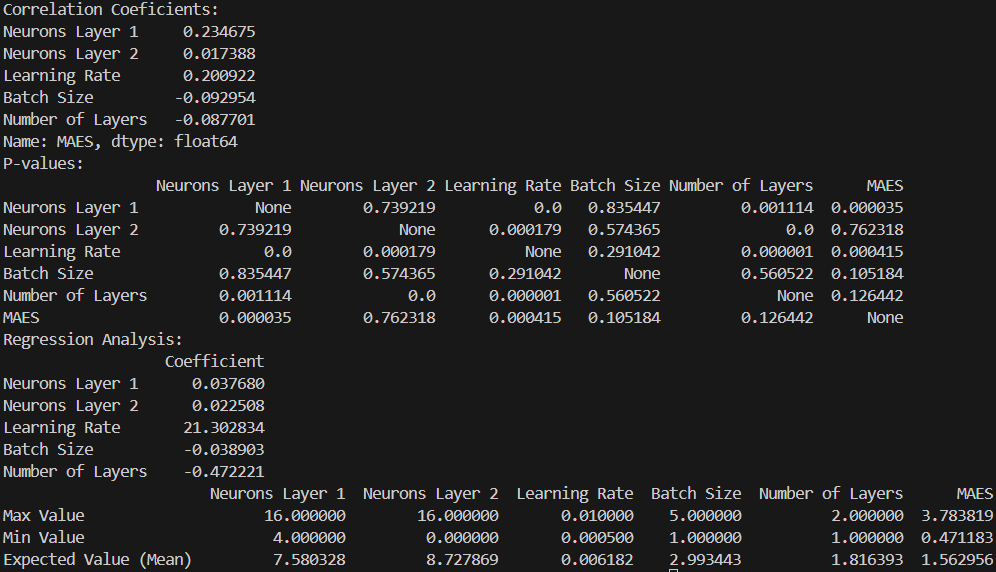 Correlation Coeficients:
Neurons Layer 1     0.234675
Neurons Layer 2     0.017388
Learning Rate       0.200922
Batch Size         -0.092954
Number of Layers   -0.087701
Name: MAES, dtype: float64
P-values:
                 Neurons Layer 1 Neurons Layer 2 Learning Rate Batch Size Number of Layers      MAES
Neurons Layer 1             None        0.739219           0.0   0.835447         0.001114  0.000035
Neurons Layer 2         0.739219            None      0.000179   0.574365              0.0  0.762318
Learning Rate                0.0        0.000179          None   0.291042         0.000001  0.000415
Batch Size              0.835447        0.574365      0.291042       None         0.560522  0.105184
Number of Layers        0.001114             0.0      0.000001   0.560522             None  0.126442
MAES                    0.000035        0.762318      0.000415   0.105184         0.126442      None
Regression Analysis:
                  Coefficient
Neurons Layer 1      0.037680
Neurons Layer 2      0.022508
Learning Rate       21.302834
Batch Size          -0.038903
Number of Layers    -0.472221
                       Neurons Layer 1  Neurons Layer 2  Learning Rate  Batch Size  Number of Layers      MAES
Max Value                    16.000000        16.000000       0.010000    5.000000          2.000000  3.783819
Min Value                     4.000000         0.000000       0.000500    1.000000          1.000000  0.471183
Expected Value (Mean)         7.580328         8.727869       0.006182    2.993443          1.816393  1.562956